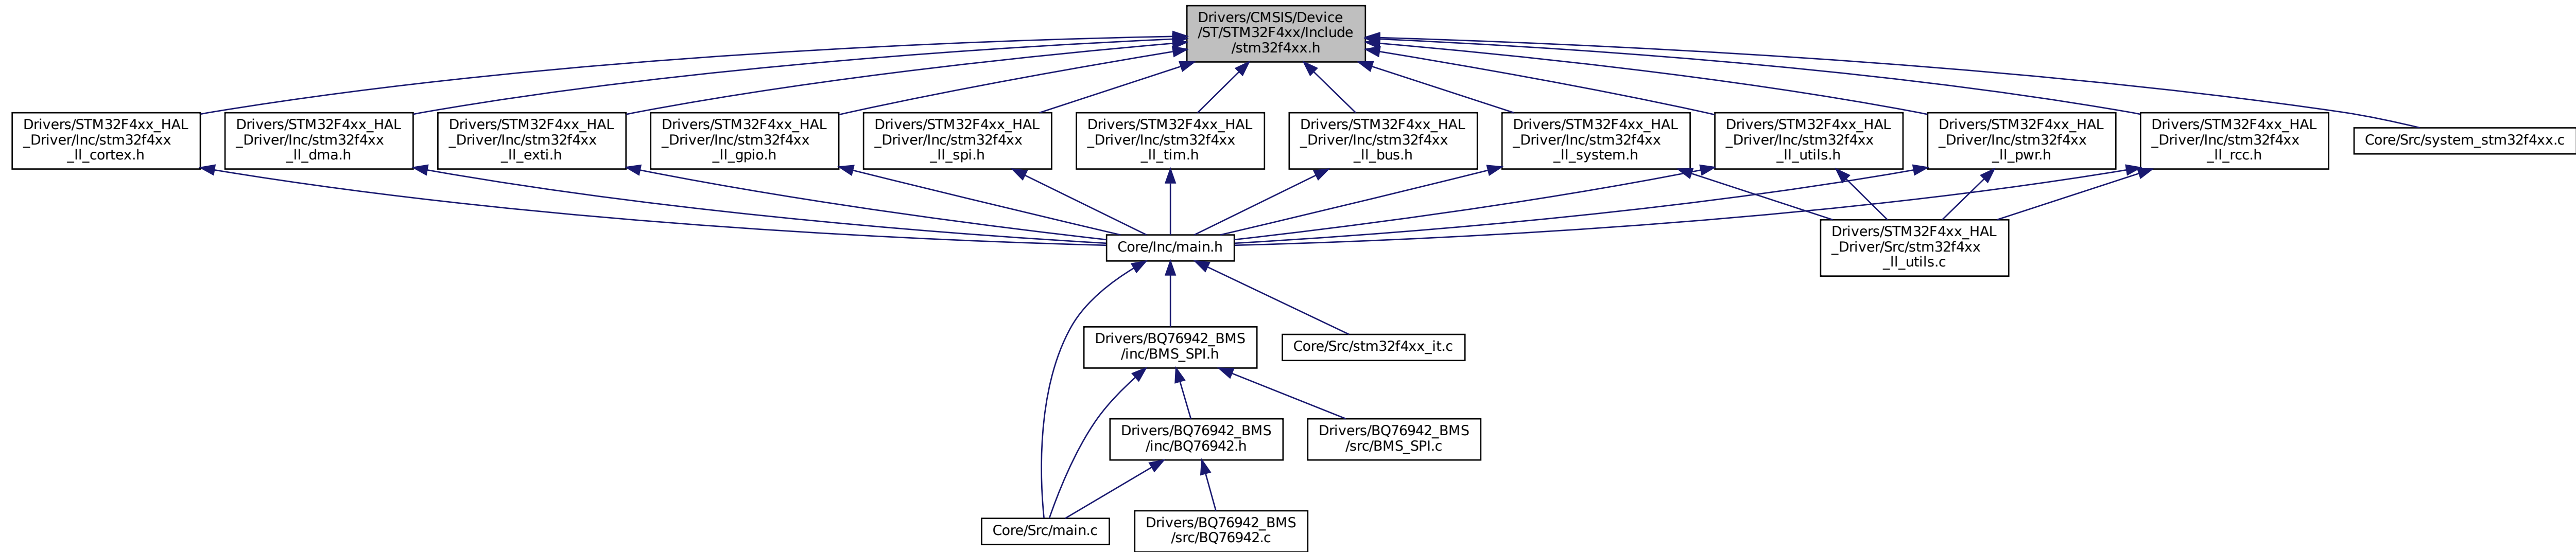 Drivers/CMSIS/Device
/ST/STM32F4xx/Include
/stm32f4xx.h
Drivers/STM32F4xx_HAL
_Driver/Inc/stm32f4xx
_ll_cortex.h
Drivers/STM32F4xx_HAL
_Driver/Inc/stm32f4xx
_ll_dma.h
Drivers/STM32F4xx_HAL
_Driver/Inc/stm32f4xx
_ll_exti.h
Drivers/STM32F4xx_HAL
_Driver/Inc/stm32f4xx
_ll_gpio.h
Drivers/STM32F4xx_HAL
_Driver/Inc/stm32f4xx
_ll_spi.h
Drivers/STM32F4xx_HAL
_Driver/Inc/stm32f4xx
_ll_tim.h
Drivers/STM32F4xx_HAL
_Driver/Inc/stm32f4xx
_ll_bus.h
Drivers/STM32F4xx_HAL
_Driver/Inc/stm32f4xx
_ll_system.h
Drivers/STM32F4xx_HAL
_Driver/Inc/stm32f4xx
_ll_utils.h
Drivers/STM32F4xx_HAL
_Driver/Inc/stm32f4xx
_ll_pwr.h
Drivers/STM32F4xx_HAL
_Driver/Inc/stm32f4xx
_ll_rcc.h
Core/Src/system_stm32f4xx.c
Core/Inc/main.h
Drivers/STM32F4xx_HAL
_Driver/Src/stm32f4xx
_ll_utils.c
Drivers/BQ76942_BMS
/inc/BMS_SPI.h
Core/Src/stm32f4xx_it.c
Drivers/BQ76942_BMS
/inc/BQ76942.h
Drivers/BQ76942_BMS
/src/BMS_SPI.c
Core/Src/main.c
Drivers/BQ76942_BMS
/src/BQ76942.c